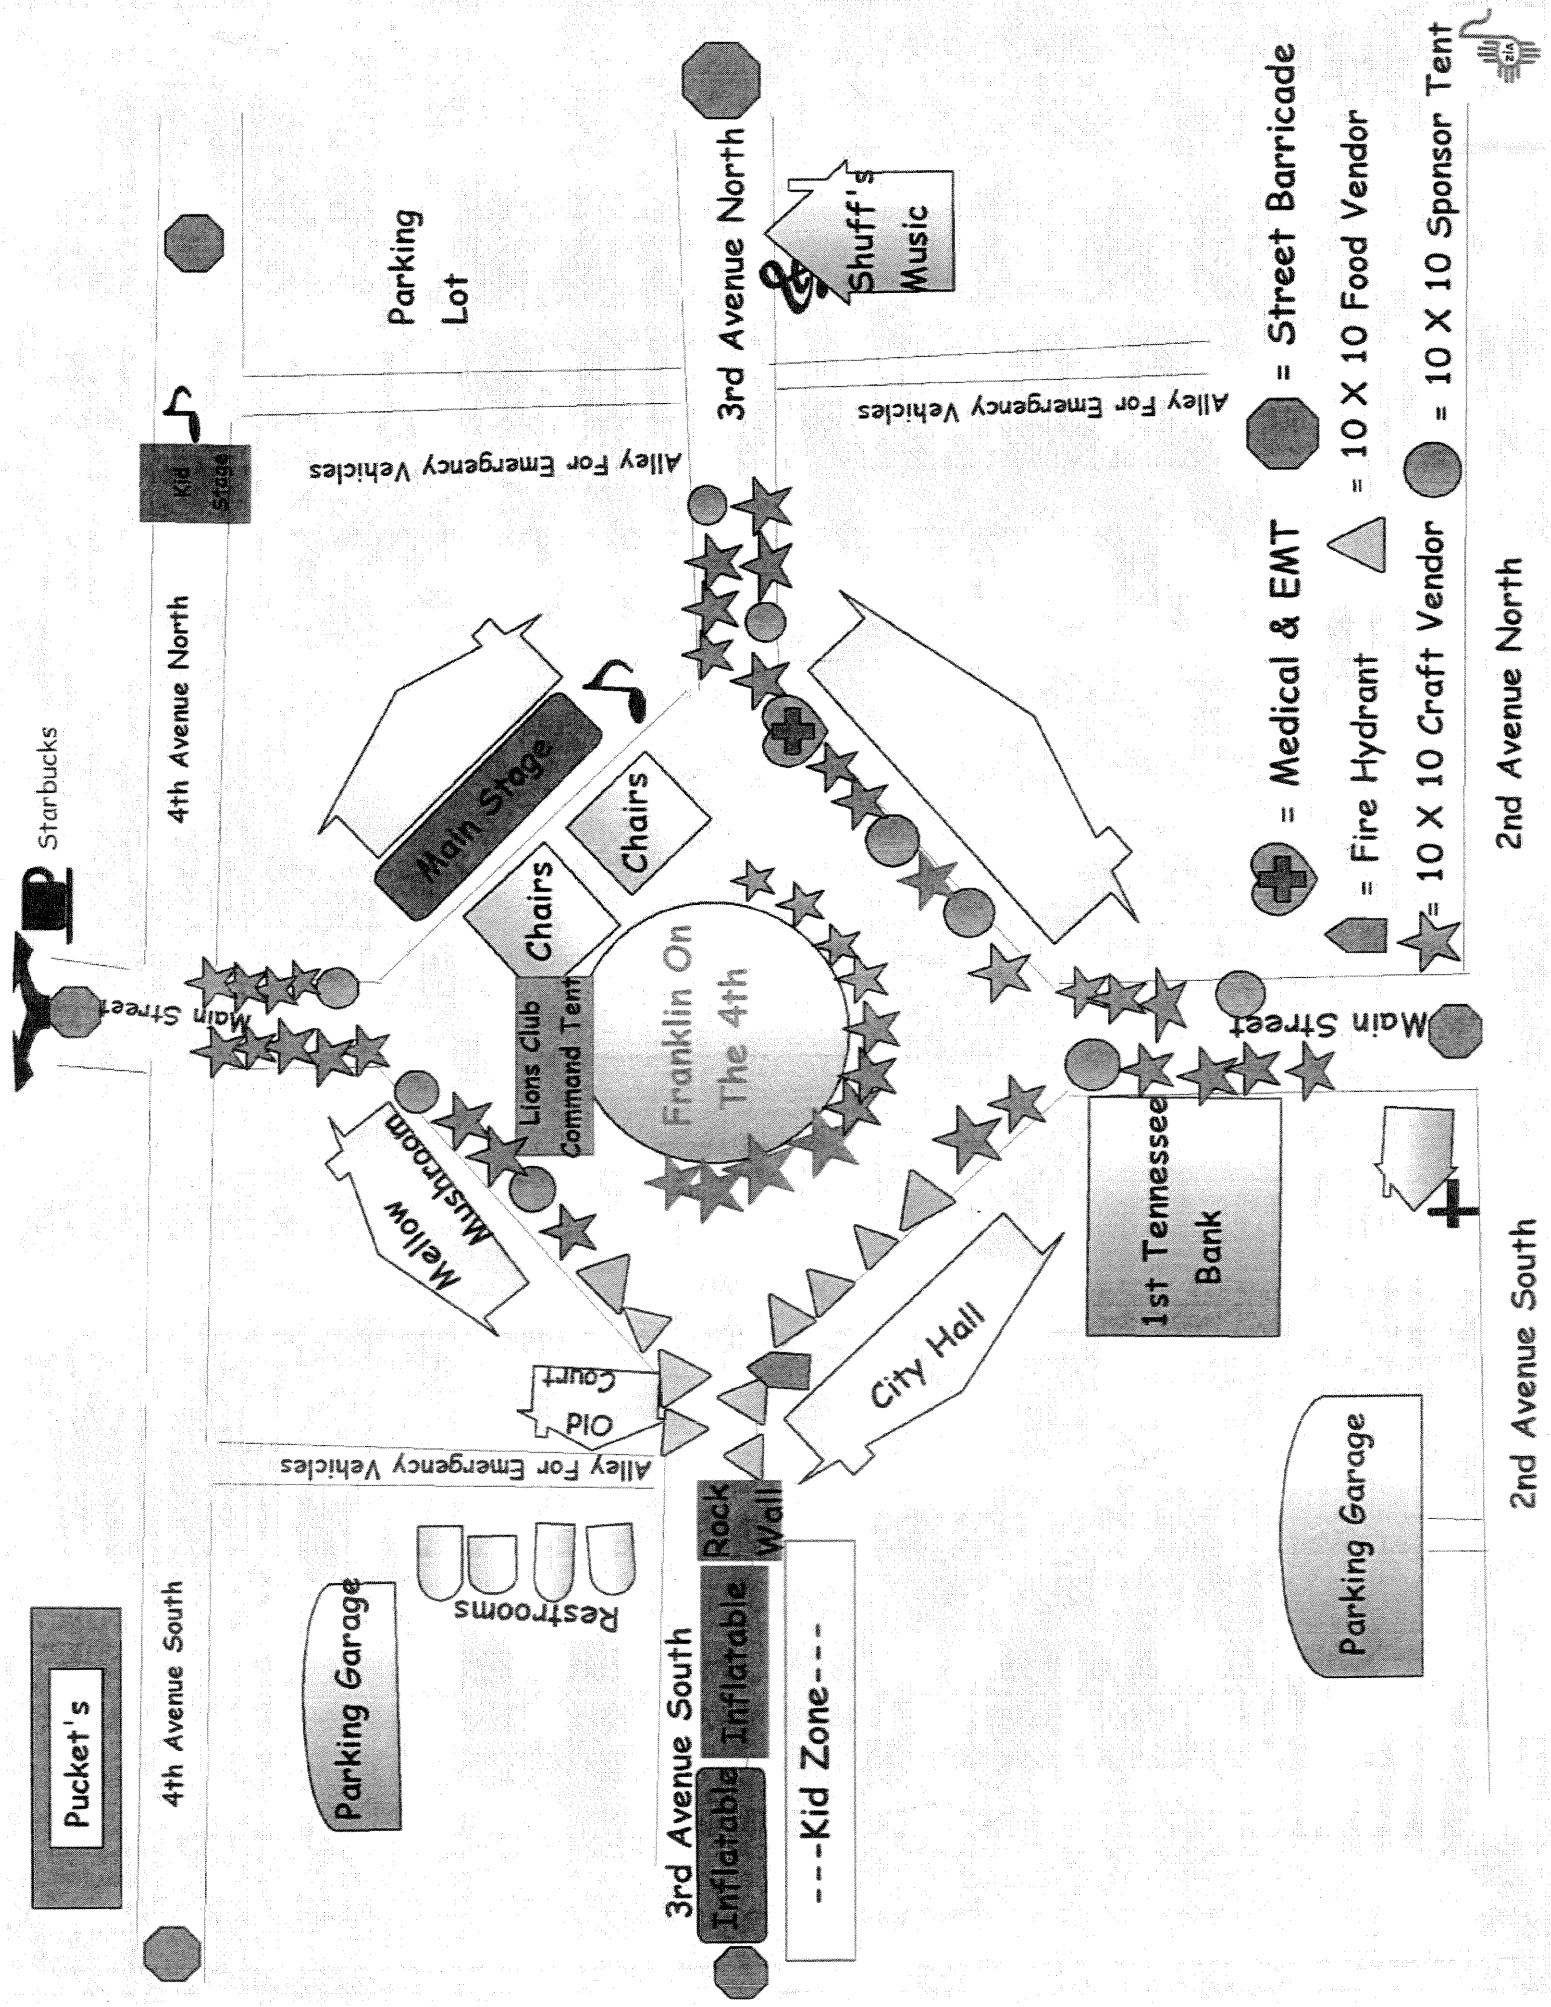 Starbucks
Pucket's
4th Avenue South
4th Avenue North
Main Street
Kid
Stage
Parking
Lot
Parking Garage
Restrooms
Alley For Emergency Vehicles
Alley For Emergency Vehicles
Alley For Emergency Vehicles
Mellow
Mushroom
Old
Court
Main Stage
Chairs
Chairs
Lions Club
Command Tent
Franklin On
The 4th
3rd Avenue South
3rd Avenue North
Inflatable
Inflatable
Rock
Wall
---Kid Zone---
City Hall
Shuff's
Music
1st Tennessee
Bank
Main Street
Parking Garage
2nd Avenue South
2nd Avenue North
= Medical & EMT
= Street Barricade
= Fire Hydrant
= 10 X 10 Food Vendor
= 10 X 10 Craft Vendor
= 10 X 10 Sponsor Tent
zia